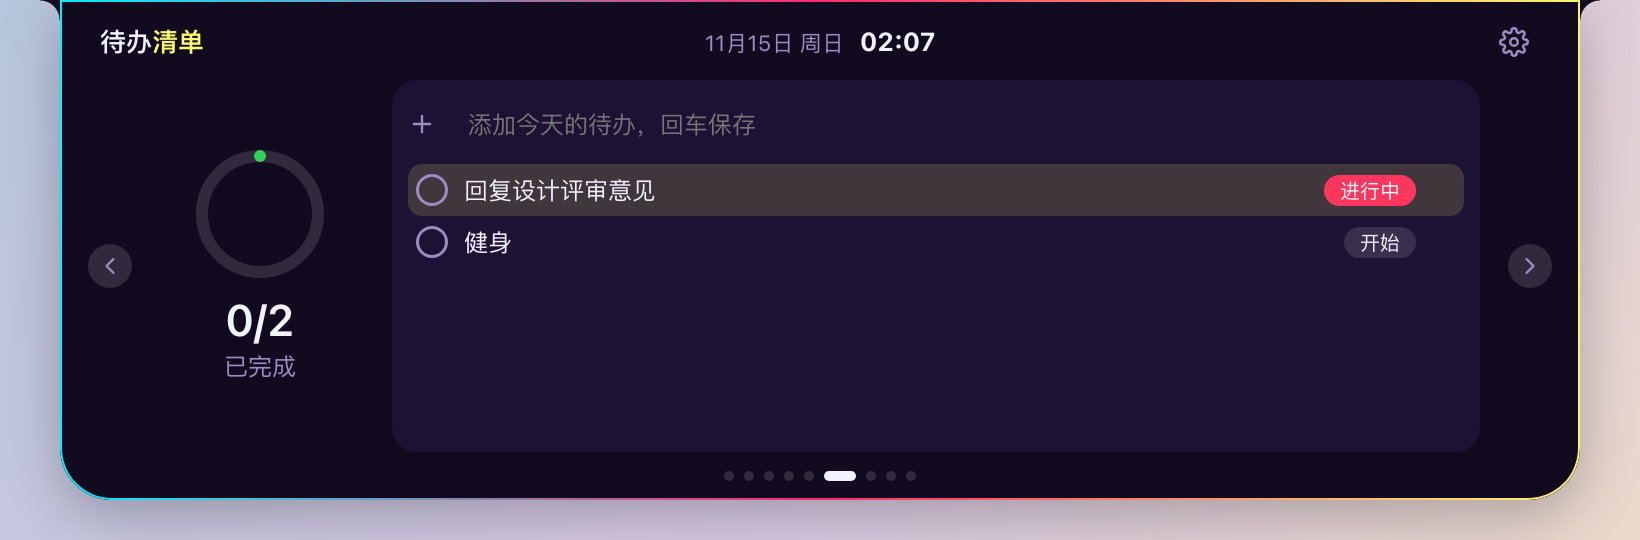 待办清单
11月15日 周日 02:07
添加今天的待办，回车保存
回复设计评审意见 进行中
健身 开始
0/2
已完成